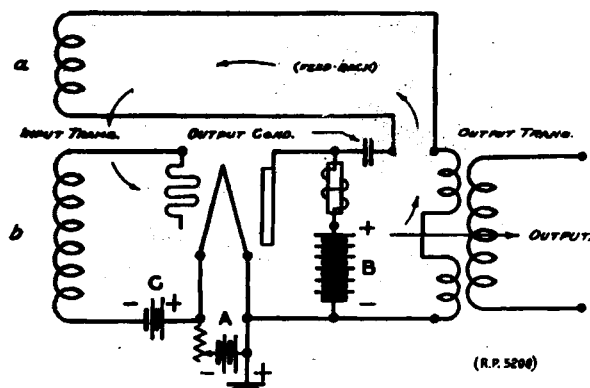 a
(FEED-BACK)
INPUT TRANS.
OUTPUT COND.
OUTPUT TRANS.
b
+
B
OUTPUT.
−
− C +
A
− +
(R.P. 5200)